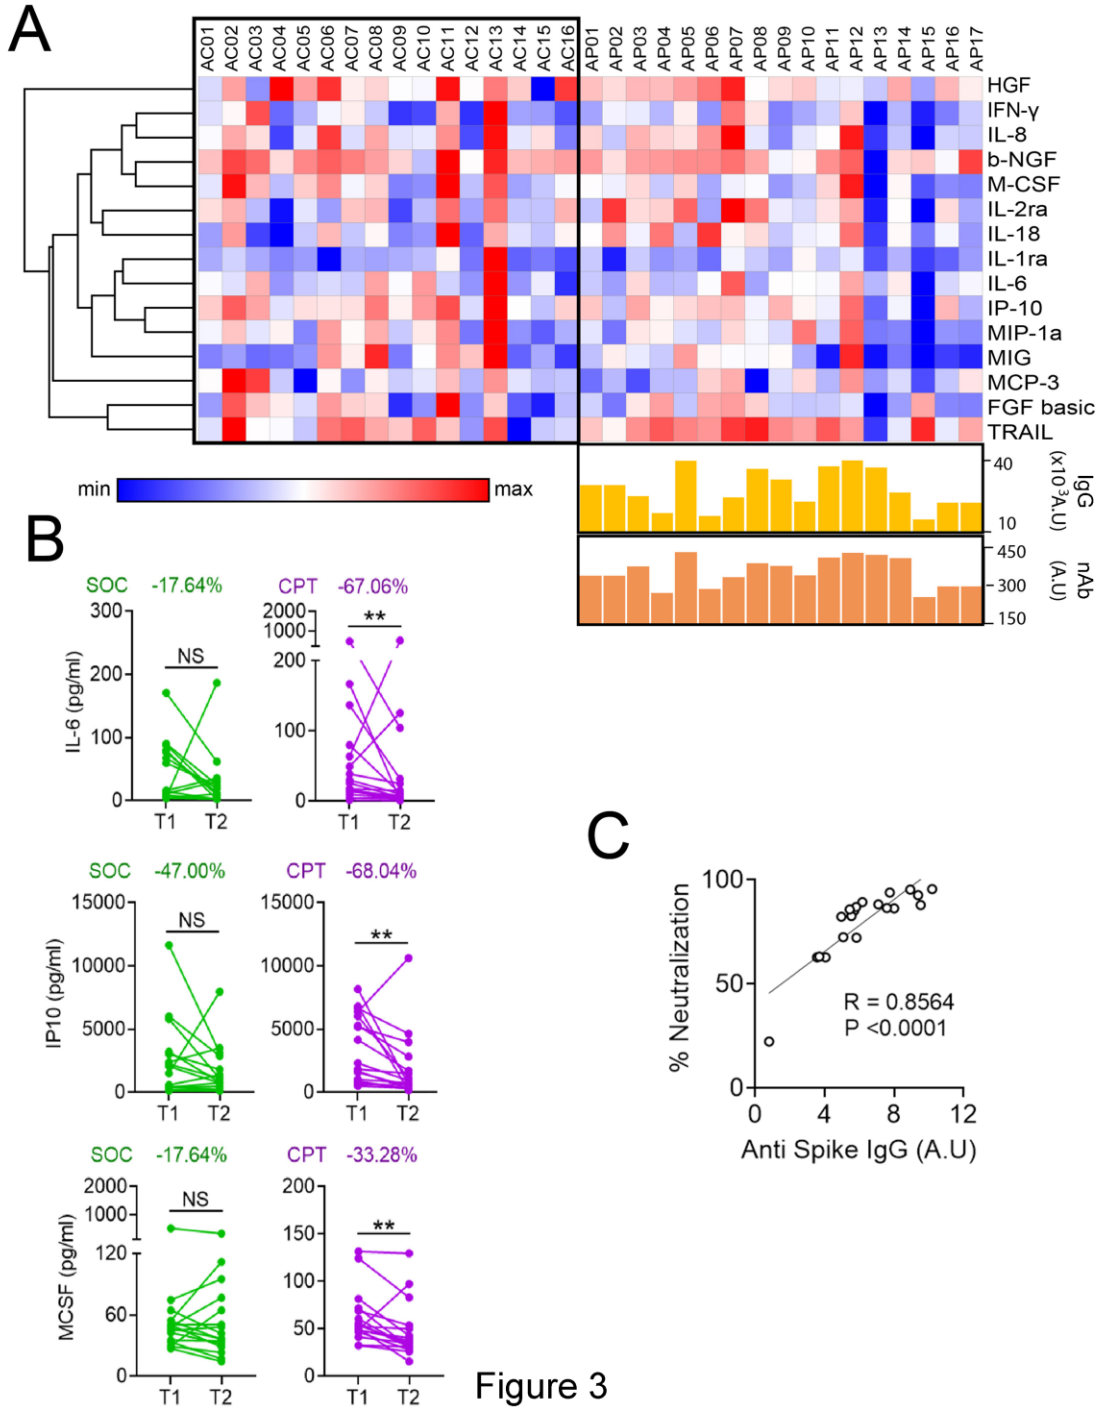 A
AC01 AC02 AC03 AC04 AC05 AC06 AC07 AC08 AC09 AC10 AC11 AC12 AC13 AC14 AC15 AC16 AP01 AP02 AP03 AP04 AP05 AP06 AP07 AP08 AP09 AP10 AP11 AP12 AP13 AP14 AP15 AP16 AP17
HGF
IFN-γ
IL-8
b-NGF
M-CSF
IL-2ra
IL-18
IL-1ra
IL-6
IP-10
MIP-1a
MIG
MCP-3
FGF basic
TRAIL
min max
40
10
IgG
(x10³A.U)
450
300
150
nAb
(A.U)
B
SOC -17.64%
300
200
100
0
IL-6 (pg/ml)
NS
T1 T2
CPT -67.06%
2000
1000
200
100
0
**
T1 T2
SOC -47.00%
15000
10000
5000
0
IP10 (pg/ml)
NS
T1 T2
CPT -68.04%
15000
10000
5000
0
**
T1 T2
SOC -17.64%
2000
1000
120
60
0
MCSF (pg/ml)
NS
T1 T2
CPT -33.28%
200
150
100
50
0
**
T1 T2
C
100
50
0
% Neutralization
R = 0.8564
P <0.0001
0 4 8 12
Anti Spike IgG (A.U)
Figure 3